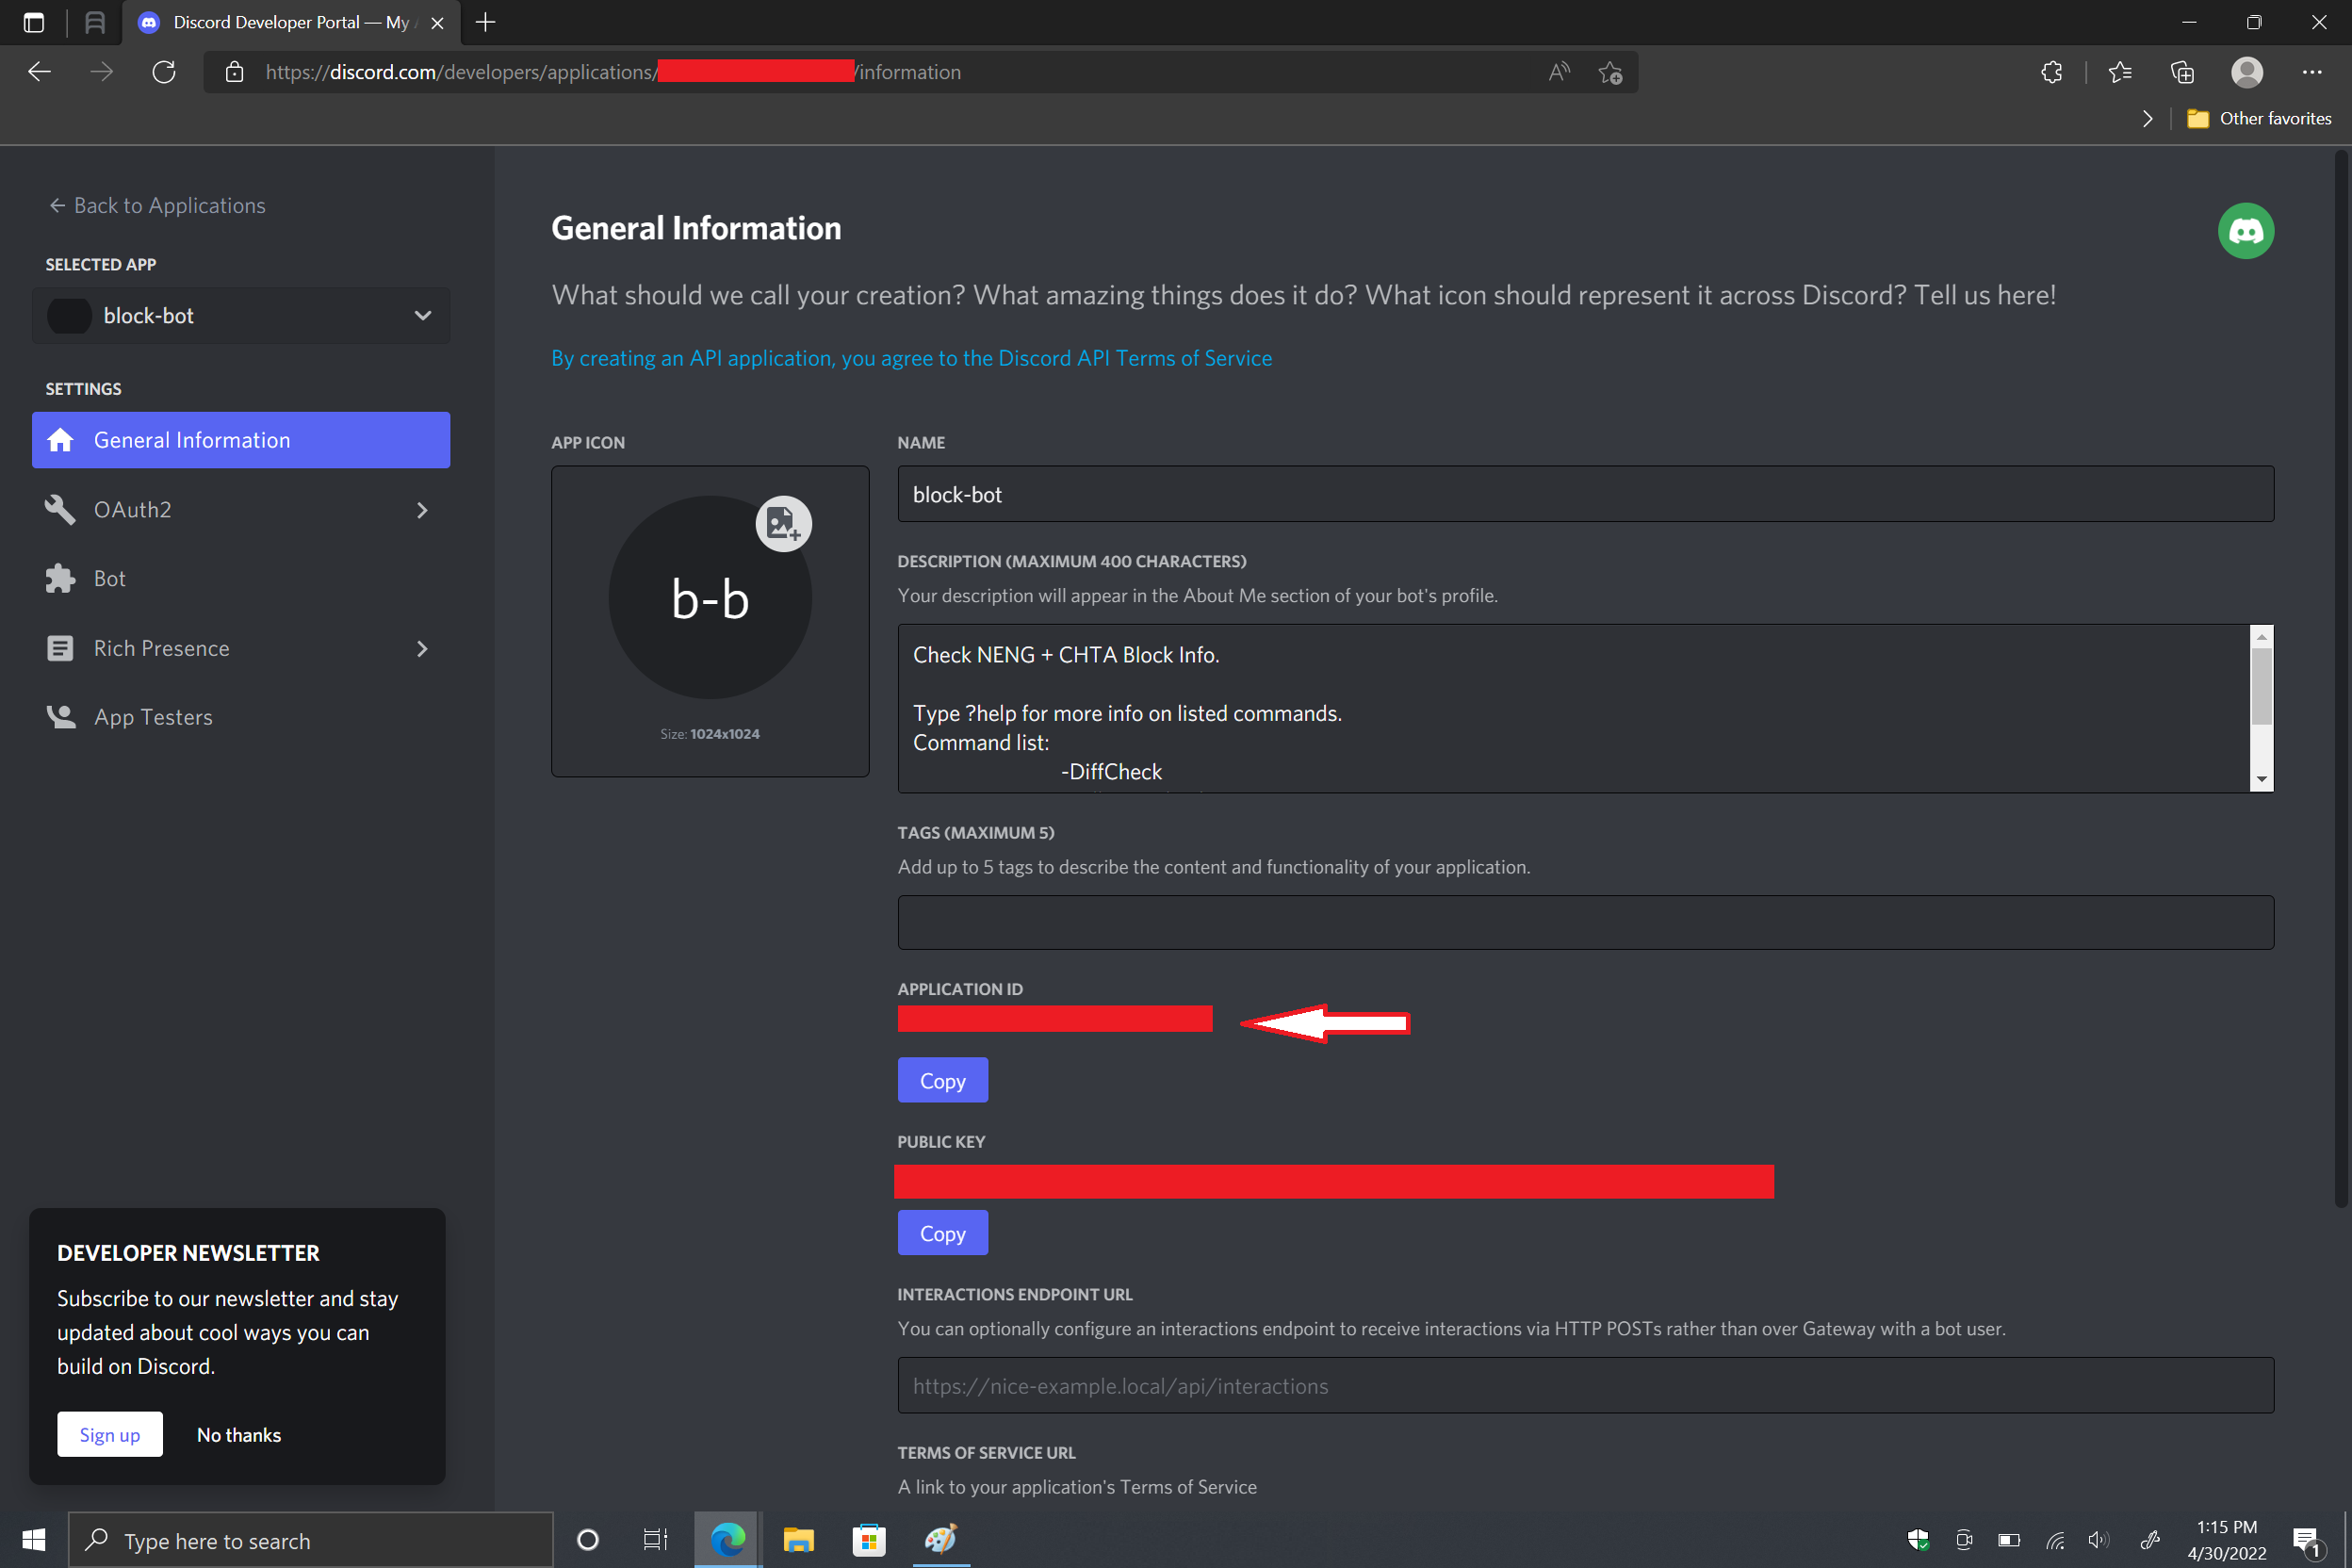 Discord Developer Portal — My
https://discord.com/developers/applications/
/information
Other favorites
← Back to Applications
SELECTED APP
block-bot
SETTINGS
General Information
OAuth2
Bot
Rich Presence
App Testers
DEVELOPER NEWSLETTER
Subscribe to our newsletter and stay
updated about cool ways you can
build on Discord.
Sign up
No thanks
General Information
What should we call your creation? What amazing things does it do? What icon should represent it across Discord? Tell us here!
By creating an API application, you agree to the Discord API Terms of Service
APP ICON
b-b
Size: 1024x1024
NAME
block-bot
DESCRIPTION (MAXIMUM 400 CHARACTERS)
Your description will appear in the About Me section of your bot's profile.
Check NENG + CHTA Block Info.
Type ?help for more info on listed commands.
Command list:
-DiffCheck
TAGS (MAXIMUM 5)
Add up to 5 tags to describe the content and functionality of your application.
APPLICATION ID
Copy
PUBLIC KEY
Copy
INTERACTIONS ENDPOINT URL
You can optionally configure an interactions endpoint to receive interactions via HTTP POSTs rather than over Gateway with a bot user.
https://nice-example.local/api/interactions
TERMS OF SERVICE URL
A link to your application's Terms of Service
Type here to search
1:15 PM
4/30/2022
1